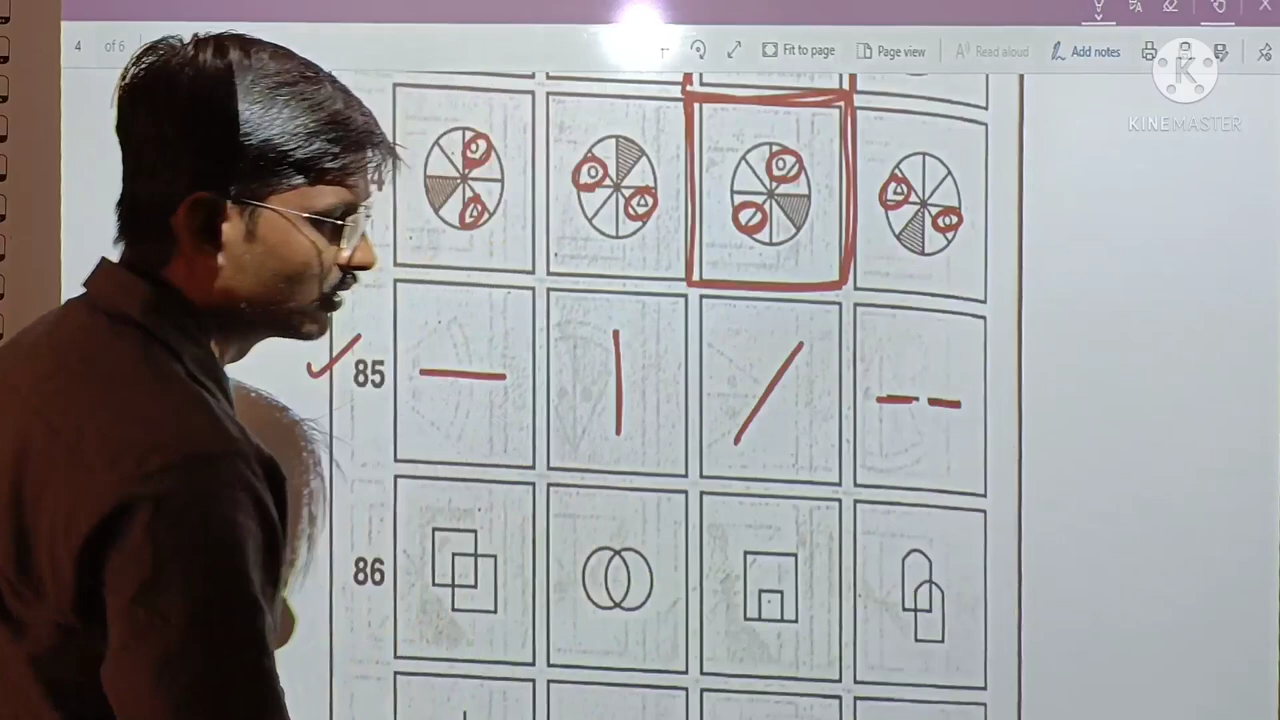 4 of 6
Fit to page
Page view
Read aloud
Add notes
K
KINEMASTER
85
86